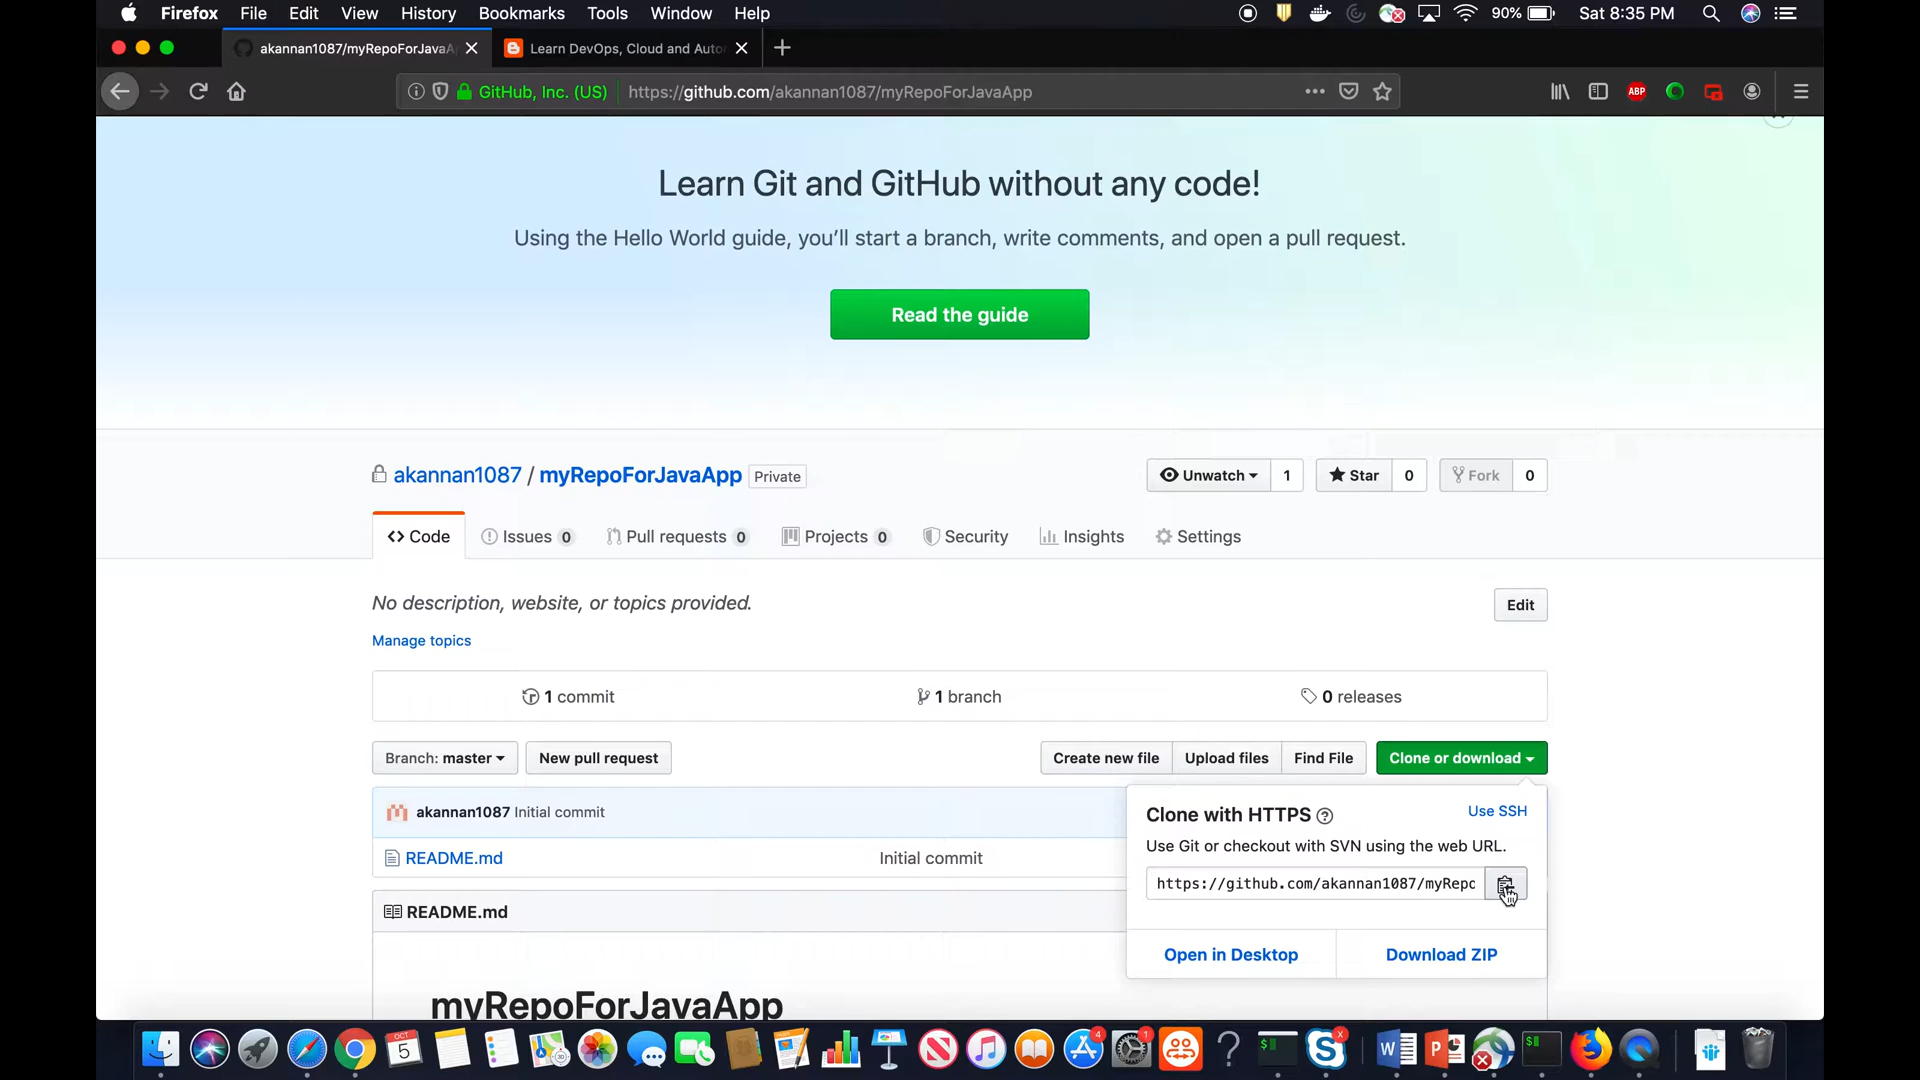 Firefox File Edit View History Bookmarks Tools Window Help 90% Sat 8:35 PM
akannan1087/myRepoForJavaA Learn DevOps, Cloud and Auto
GitHub, Inc. (US) https://github.com/akannan1087/myRepoForJavaApp ABP
Learn Git and GitHub without any code!
Using the Hello World guide, you’ll start a branch, write comments, and open a pull request.
Read the guide
akannan1087 / myRepoForJavaApp Private Unwatch 1 Star 0 Fork 0
Code Issues 0 Pull requests 0 Projects 0 Security Insights Settings
No description, website, or topics provided. Edit
Manage topics
1 commit 1 branch 0 releases
Branch: master New pull request Create new file Upload files Find File Clone or download
akannan1087 Initial commit
README.md Initial commit
Clone with HTTPS Use SSH
Use Git or checkout with SVN using the web URL.
https://github.com/akannan1087/myRepo
Open in Desktop Download ZIP
README.md
myRepoForJavaApp
OCT
5
4
1
$
S
X
W
P
$